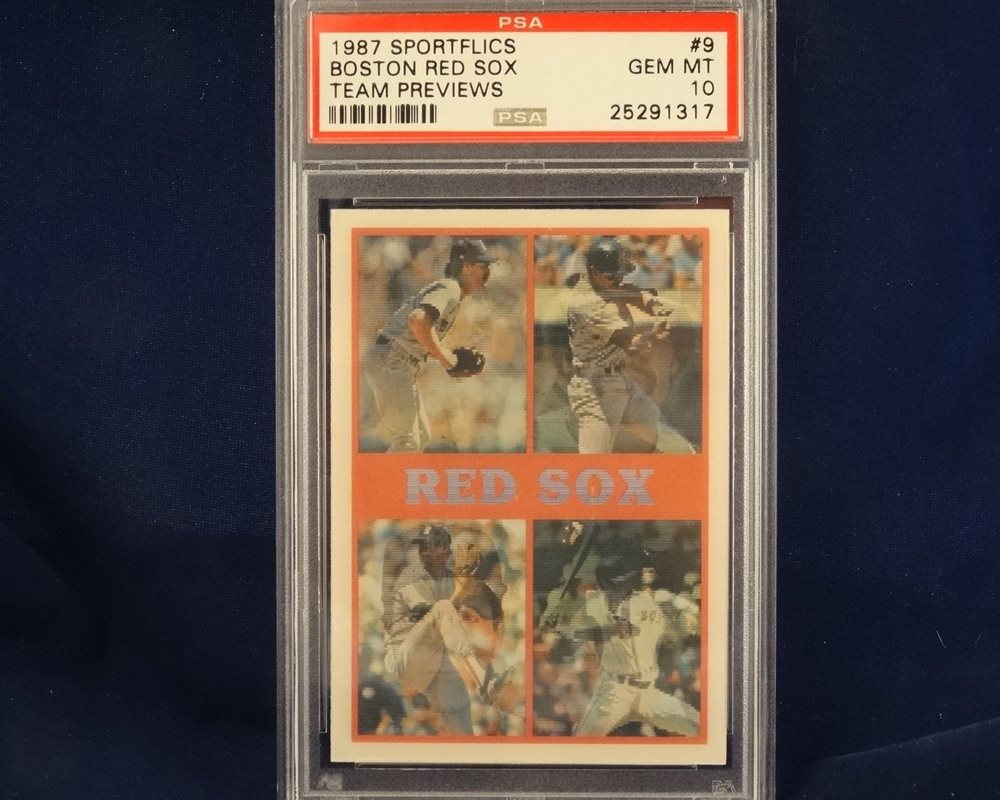 PSA
1987 SPORTFLICS #9
BOSTON RED SOX GEM MT
TEAM PREVIEWS 10
PSA 25291317
RED SOX